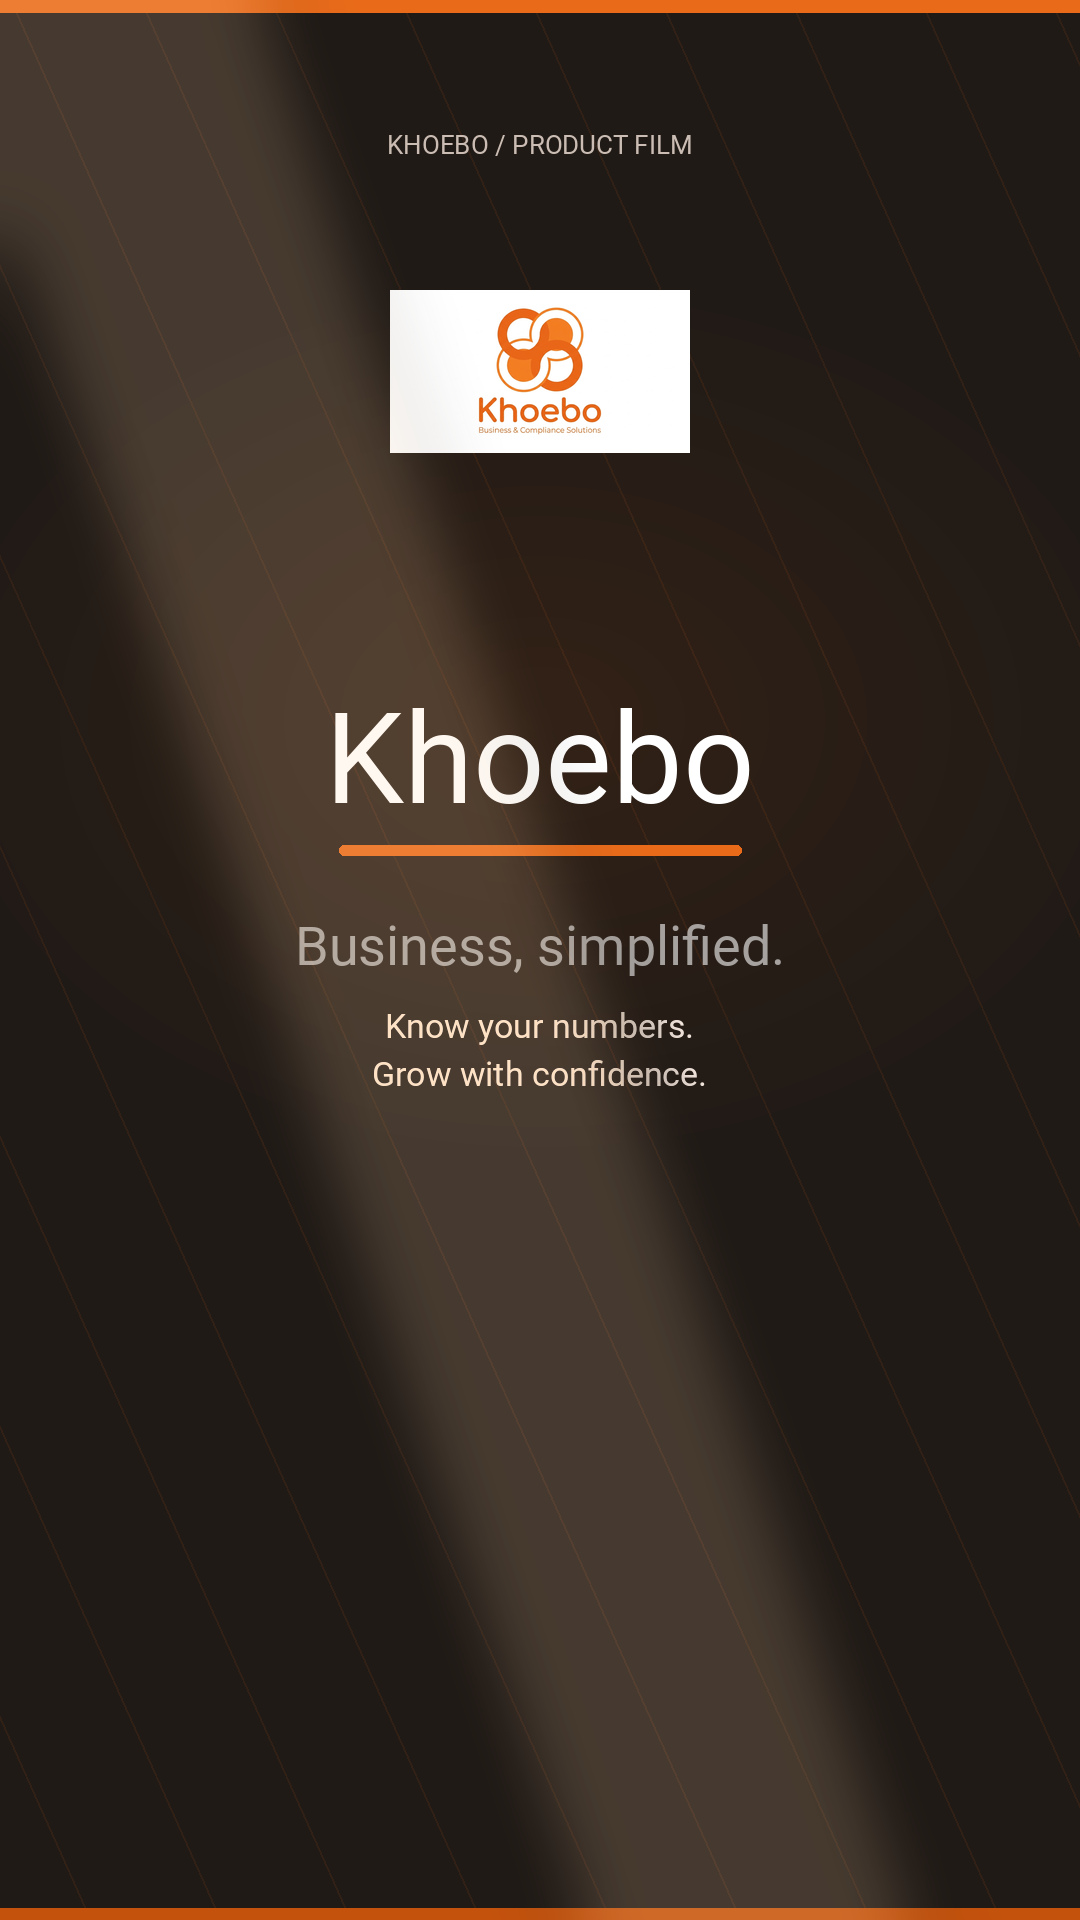 KHOEBO / PRODUCT FILM
Khoebo
Business & Compliance Solutions
Khoebo
Business, simplified.
Know your numbers.
Grow with confidence.